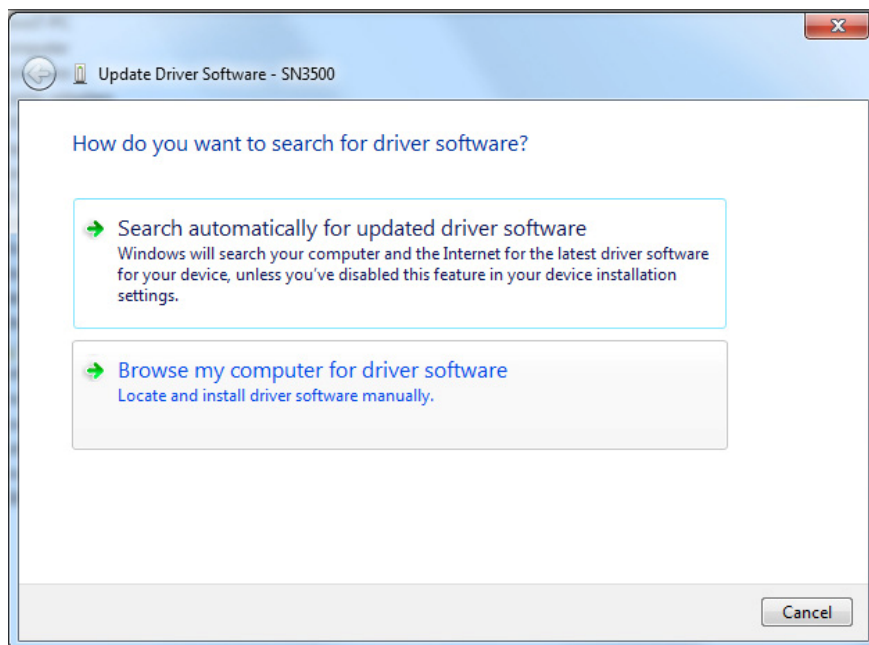 Update Driver Software - SN3500
How do you want to search for driver software?
Search automatically for updated driver software
Windows will search your computer and the Internet for the latest driver software
for your device, unless you've disabled this feature in your device installation
settings.
Browse my computer for driver software
Locate and install driver software manually.
Cancel